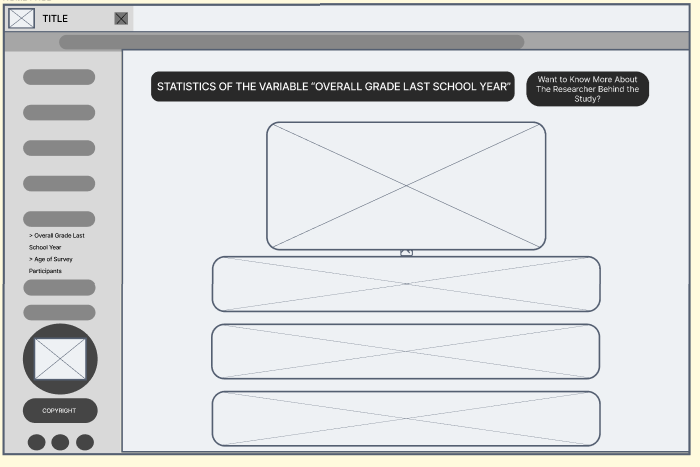 TITLE
STATISTICS OF THE VARIABLE “OVERALL GRADE LAST SCHOOL YEAR”
Want to Know More About
The Researcher Behind the
Study?
> Overall Grade Last
School Year
> Age of Survey
Participants
COPYRIGHT